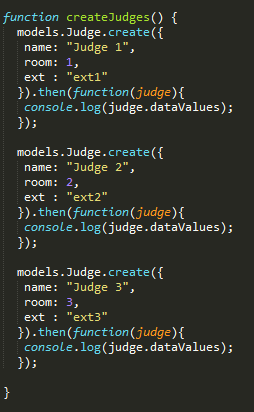 function createJudges() {
  models.Judge.create({
   name: "Judge 1",
   room: 1,
   ext : "ext1"
  }).then(function(judge){
   console.log(judge.dataValues);
  });

  models.Judge.create({
   name: "Judge 2",
   room: 2,
   ext : "ext2"
  }).then(function(judge){
   console.log(judge.dataValues);
  });

  models.Judge.create({
   name: "Judge 3",
   room: 3,
   ext : "ext3"
  }).then(function(judge){
   console.log(judge.dataValues);
  });

}